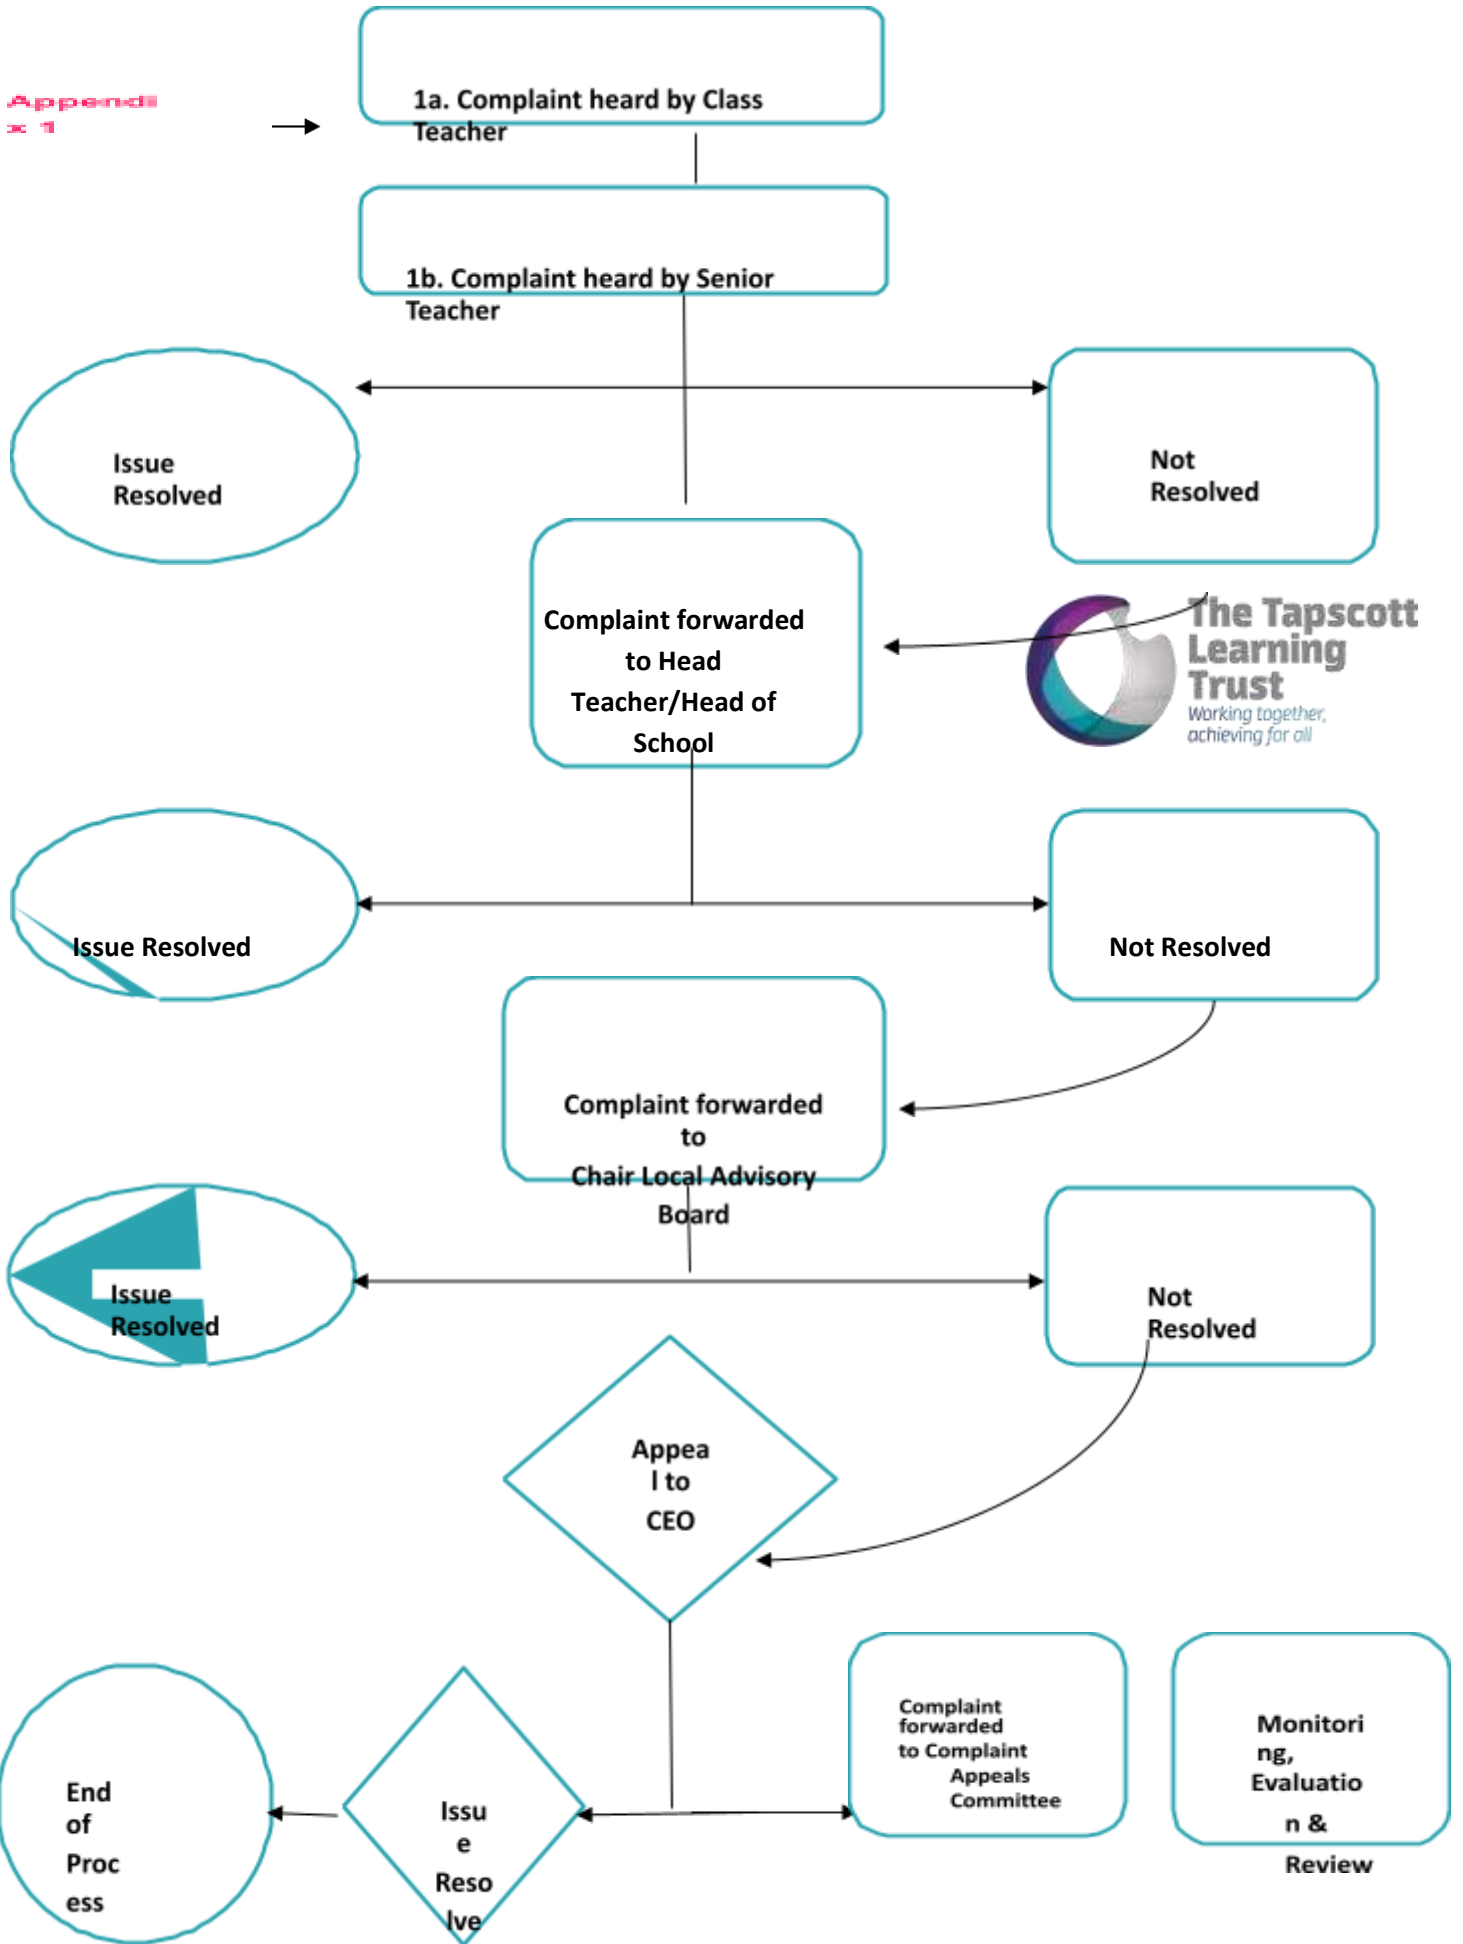 Appendi
x 1
1a. Complaint heard by Class
Teacher
1b. Complaint heard by Senior
Teacher
Issue
Resolved
Not
Resolved
Complaint forwarded
to Head
Teacher/Head of
School
The Tapscott
Learning
Trust
Working together,
achieving for all
Issue Resolved
Not Resolved
Complaint forwarded
to
Chair Local Advisory
Board
Issue
Resolved
Not
Resolved
Appea
l to
CEO
End
of
Proc
ess
Issu
e
Reso
lve
Complaint
forwarded
to Complaint
Appeals
Committee
Monitori
ng,
Evaluatio
n &
Review